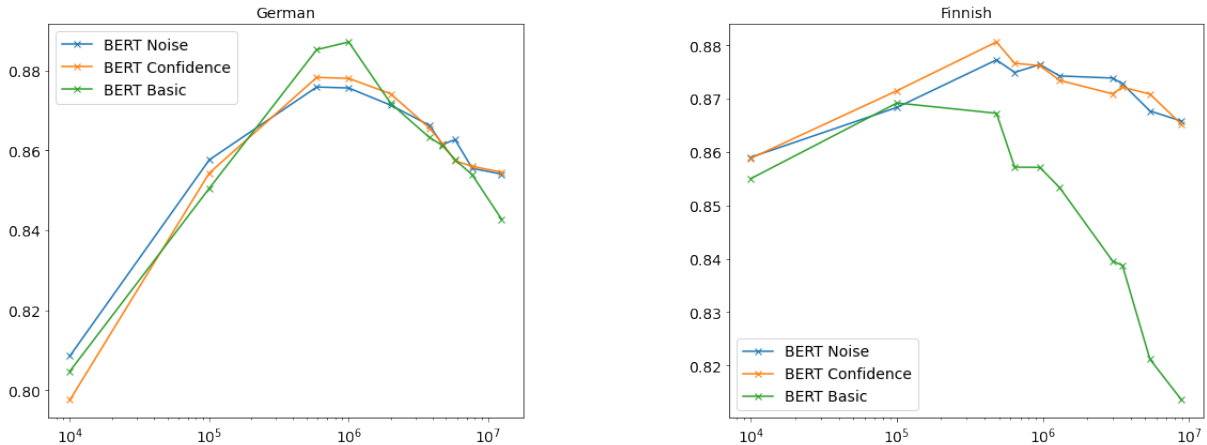 German
0.88
0.86
0.84
0.82
0.80
BERT Noise
BERT Confidence
BERT Basic
10⁴
10⁵
10⁶
10⁷
Finnish
0.88
0.87
0.86
0.85
0.84
0.83
0.82
BERT Noise
BERT Confidence
BERT Basic
10⁴
10⁵
10⁶
10⁷